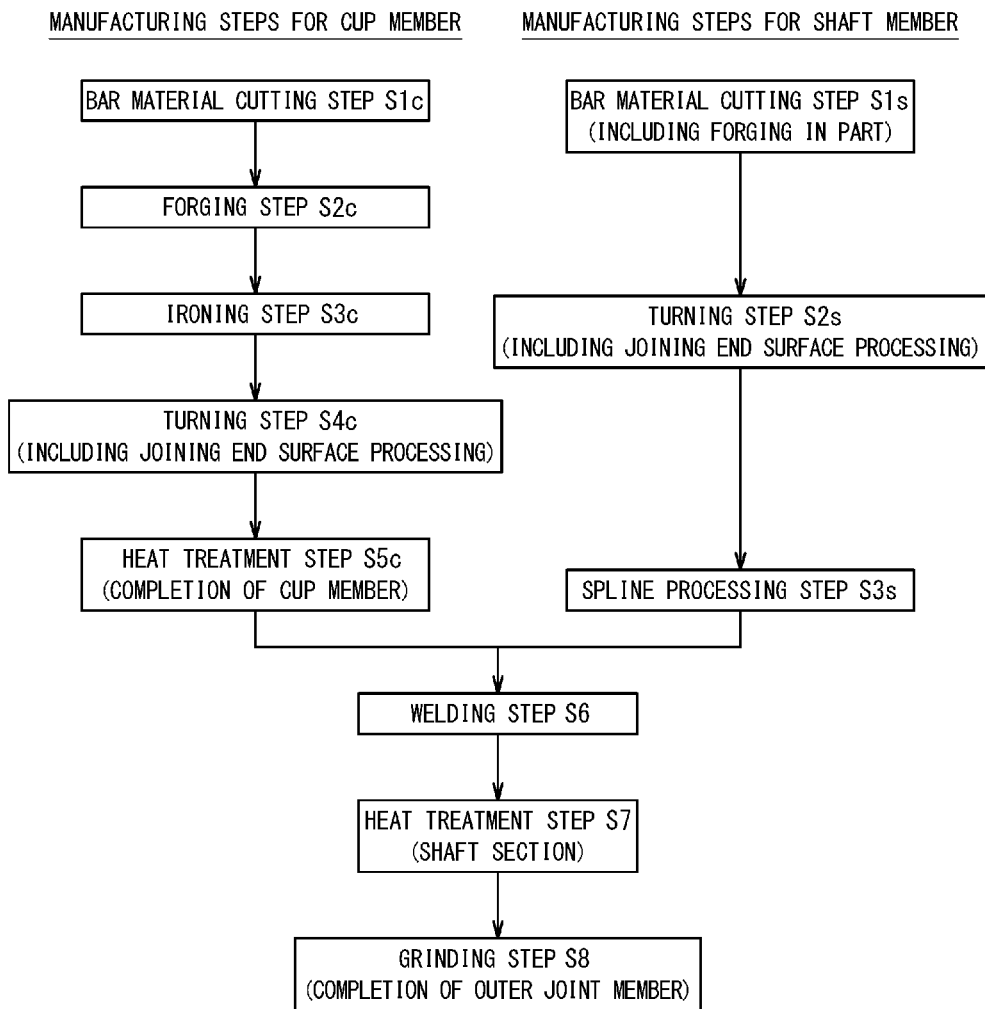 MANUFACTURING STEPS FOR CUP MEMBER
BAR MATERIAL CUTTING STEP S1c
FORGING STEP S2c
IRONING STEP S3c
TURNING STEP S4c
(INCLUDING JOINING END SURFACE PROCESSING)
HEAT TREATMENT STEP S5c
(COMPLETION OF CUP MEMBER)
MANUFACTURING STEPS FOR SHAFT MEMBER
BAR MATERIAL CUTTING STEP S1s
(INCLUDING FORGING IN PART)
TURNING STEP S2s
(INCLUDING JOINING END SURFACE PROCESSING)
SPLINE PROCESSING STEP S3s
WELDING STEP S6
HEAT TREATMENT STEP S7
(SHAFT SECTION)
GRINDING STEP S8
(COMPLETION OF OUTER JOINT MEMBER)